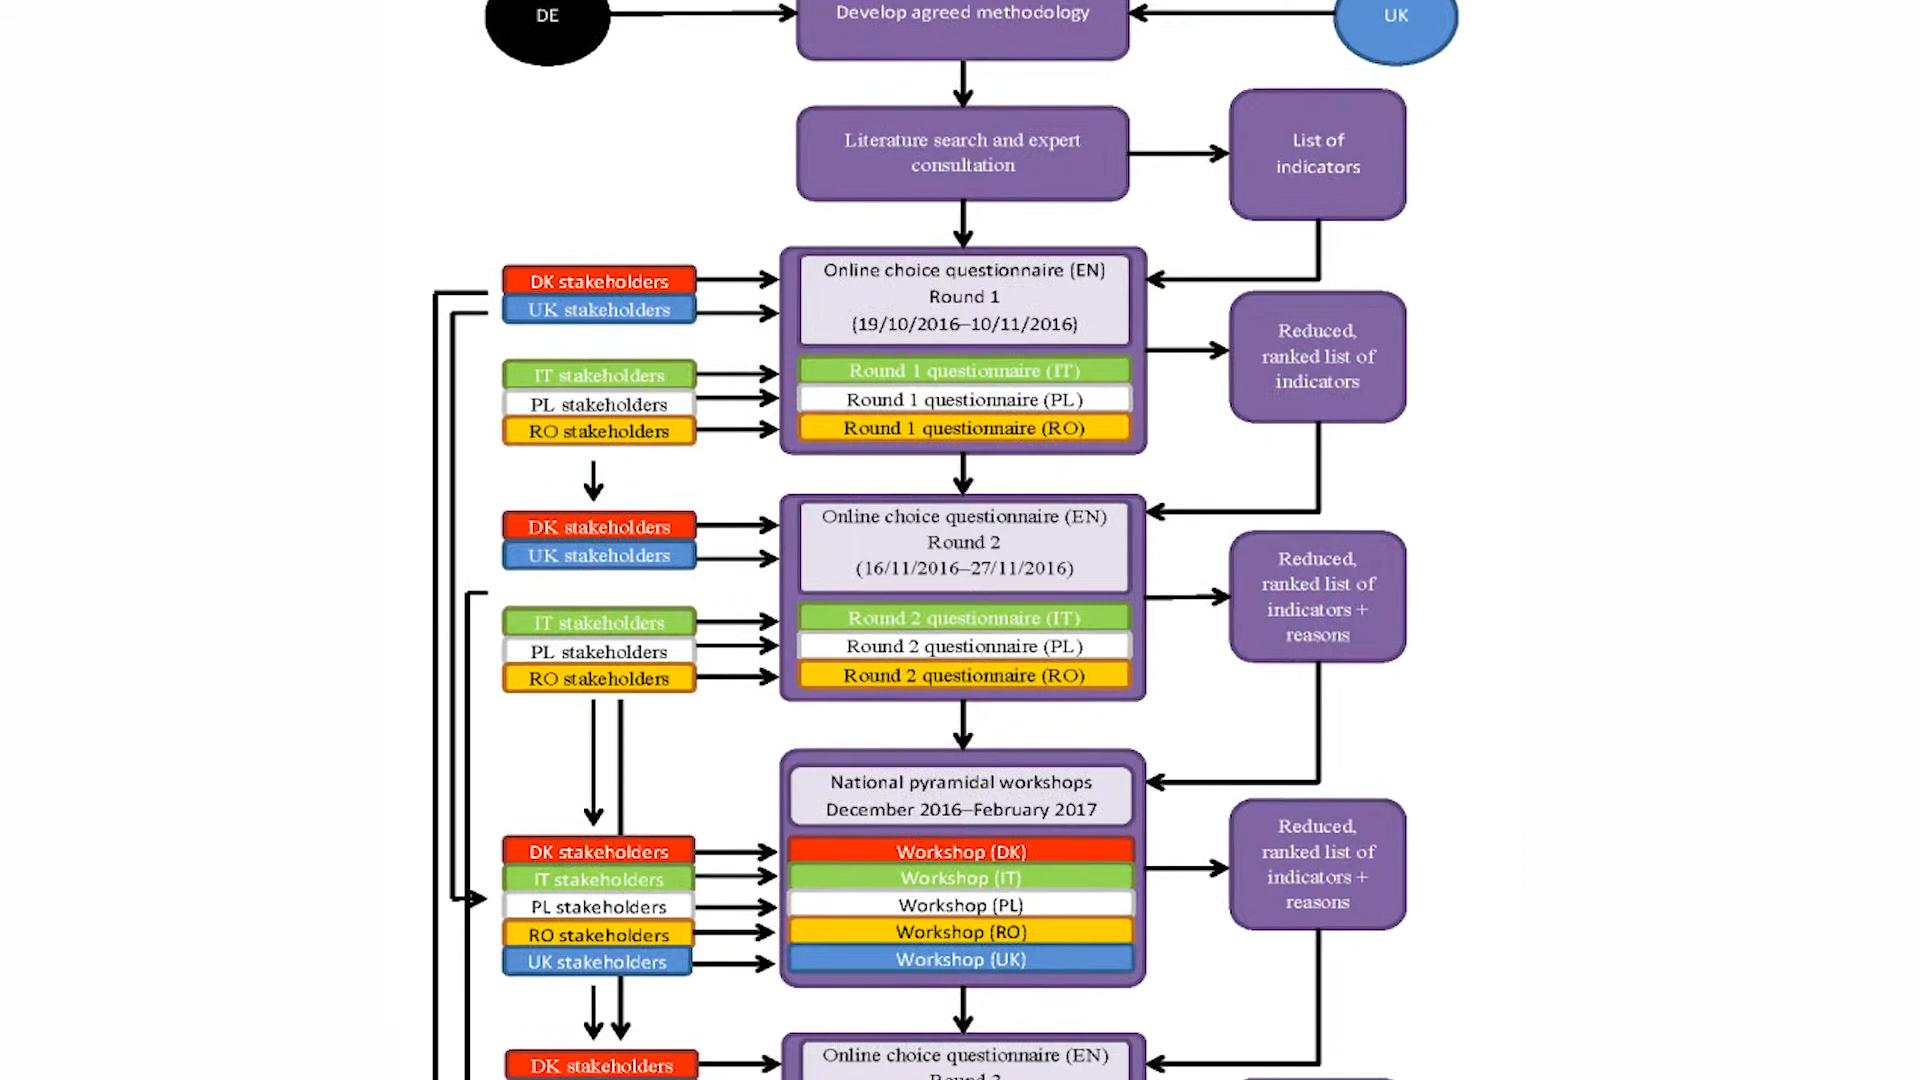 DE
Develop agreed methodology
UK
Literature search and expert
consultation
List of
indicators
DK stakeholders
UK stakeholders
IT stakeholders
PL stakeholders
RO stakeholders
Online choice questionnaire (EN)
Round 1
(19/10/2016–10/11/2016)
Round 1 questionnaire (IT)
Round 1 questionnaire (PL)
Round 1 questionnaire (RO)
Reduced,
ranked list of
indicators
DK stakeholders
UK stakeholders
IT stakeholders
PL stakeholders
RO stakeholders
Online choice questionnaire (EN)
Round 2
(16/11/2016–27/11/2016)
Round 2 questionnaire (IT)
Round 2 questionnaire (PL)
Round 2 questionnaire (RO)
Reduced,
ranked list of
indicators +
reasons
National pyramidal workshops
December 2016–February 2017
DK stakeholders
IT stakeholders
PL stakeholders
RO stakeholders
UK stakeholders
Workshop (DK)
Workshop (IT)
Workshop (PL)
Workshop (RO)
Workshop (UK)
Reduced,
ranked list of
indicators +
reasons
DK stakeholders
Online choice questionnaire (EN)
Round 3